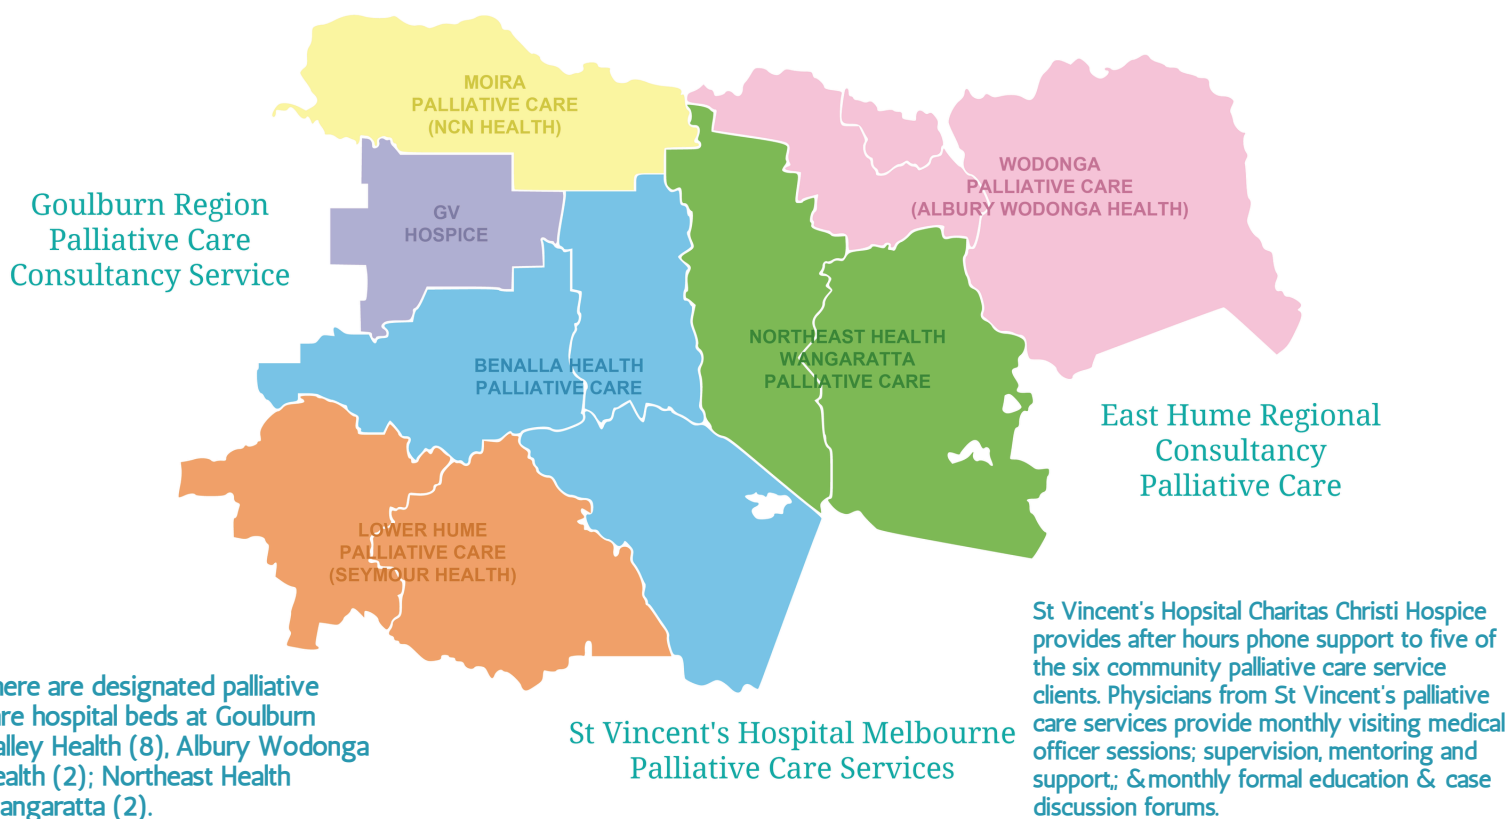 MOIRA
PALLIATIVE CARE
(NCN HEALTH)
WODONGA
PALLIATIVE CARE
(ALBURY WODONGA HEALTH)
Goulburn Region
Palliative Care
Consultancy Service
GV
HOSPICE
NORTHEAST HEALTH
WANGARATTA
PALLIATIVE CARE
BENALLA HEALTH
PALLIATIVE CARE
East Hume Regional
Consultancy
Palliative Care
LOWER HUME
PALLIATIVE CARE
(SEYMOUR HEALTH)
here are designated palliative
are hospital beds at Goulburn
alley Health (8), Albury Wodonga
ealth (2); Northeast Health
angaratta (2).
St Vincent's Hospital Melbourne
Palliative Care Services
St Vincent's Hopsital Charitas Christi Hospice
provides after hours phone support to five of
the six community palliative care service
clients. Physicians from St Vincent's palliative
care services provide monthly visiting medical
officer sessions; supervision, mentoring and
support,; & monthly formal education & case
discussion forums.